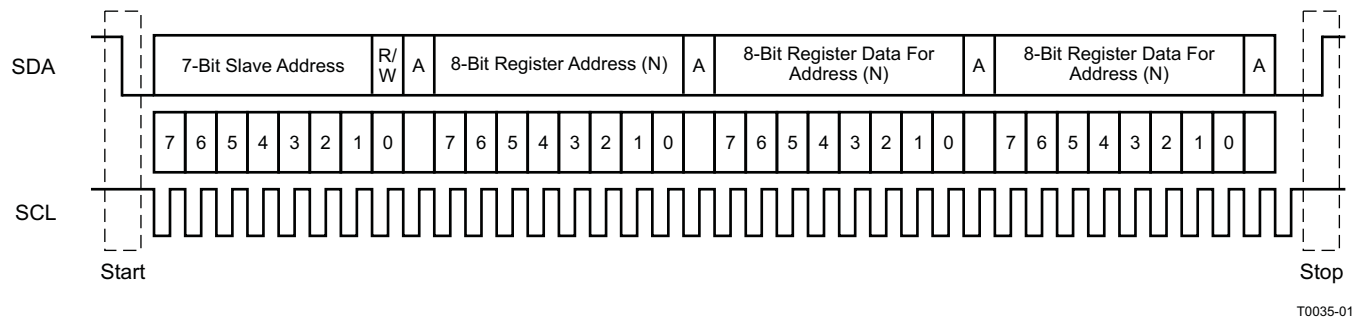 SDA
7-Bit Slave Address
R/
W
A
8-Bit Register Address (N)
A
8-Bit Register Data For
Address (N)
A
8-Bit Register Data For
Address (N)
A
7 6 5 4 3 2 1 0 7 6 5 4 3 2 1 0 7 6 5 4 3 2 1 0 7 6 5 4 3 2 1 0
SCL
Start
Stop
T0035-01